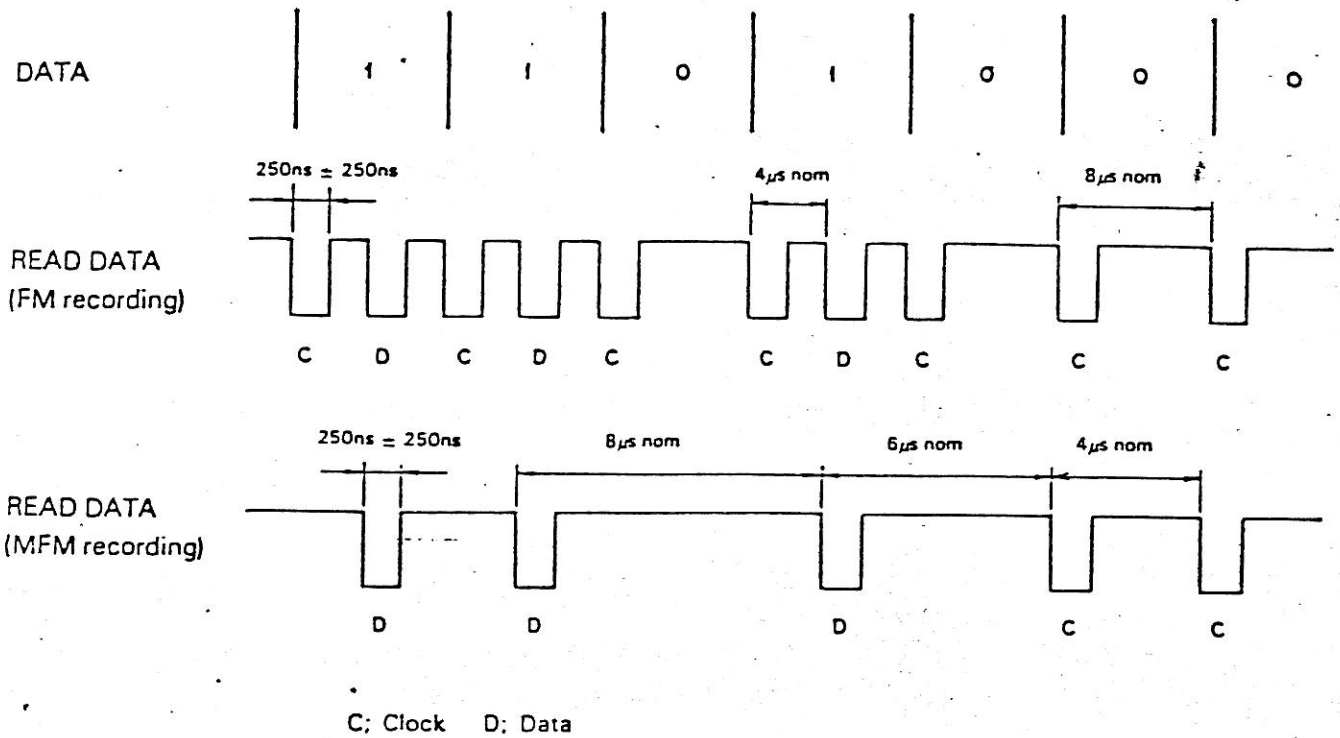 DATA 1 1 0 1 0 0 0
250ns ± 250ns 4μs nom 8μs nom
READ DATA
(FM recording)
C D C D C C D C C C
250ns = 250ns 8μs nom 6μs nom 4μs nom
READ DATA
(MFM recording)
D D D C C
C; Clock D; Data